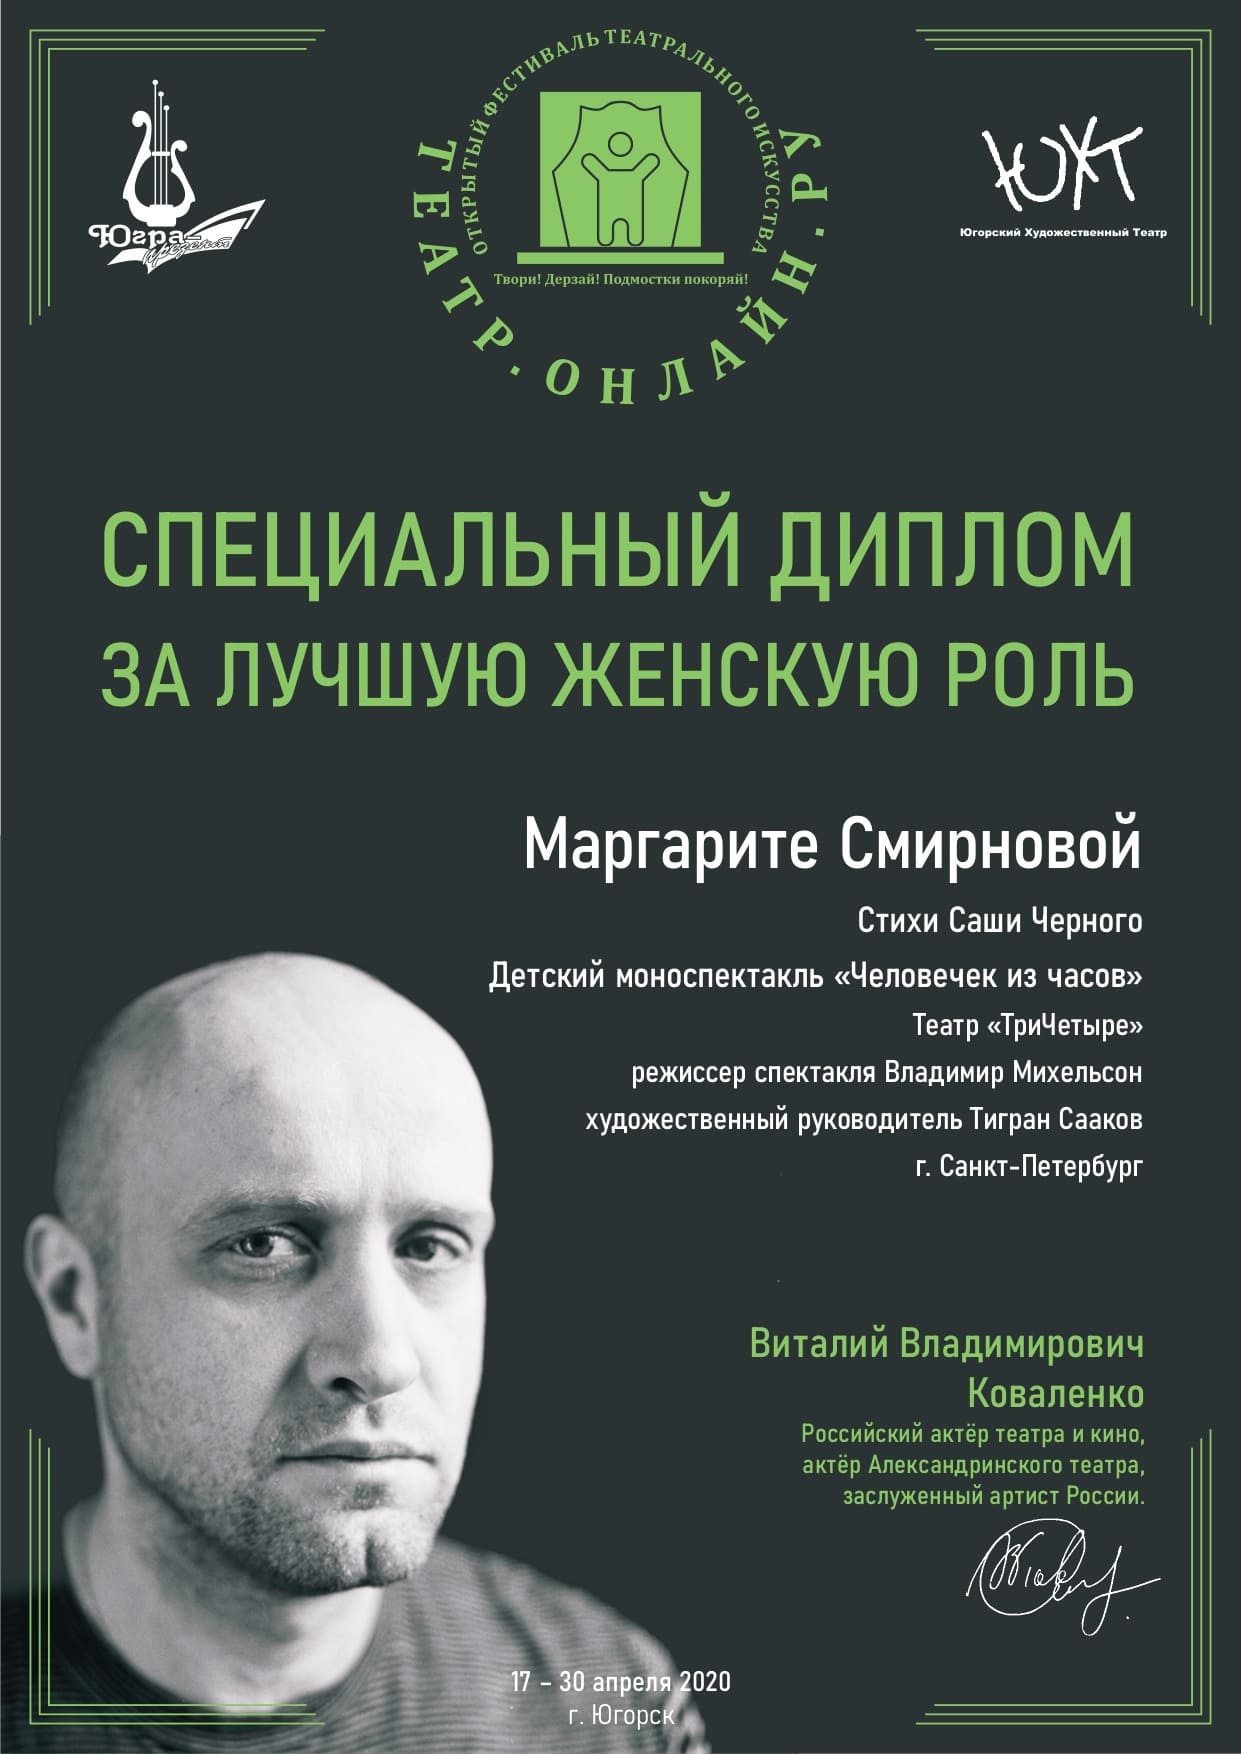 ОТКРЫТЫЙ ФЕСТИВАЛЬ ТЕАТРАЛЬНОГО ИСКУССТВА
ТЕАТР.ОНЛАЙН.РУ
Твори! Дерзай! Подмостки покоряй!
Югра-
презент
ЮХТ
Югорский Художественный Театр
СПЕЦИАЛЬНЫЙ ДИПЛОМ
ЗА ЛУЧШУЮ ЖЕНСКУЮ РОЛЬ
Маргарите Смирновой
Стихи Саши Черного
Детский моноспектакль «Человечек из часов»
Театр «ТриЧетыре»
режиссер спектакля Владимир Михельсон
художественный руководитель Тигран Сааков
г. Санкт-Петербург
Виталий Владимирович
Коваленко
Российский актёр театра и кино,
актёр Александринского театра,
заслуженный артист России.
17 – 30 апреля 2020
г. Югорск